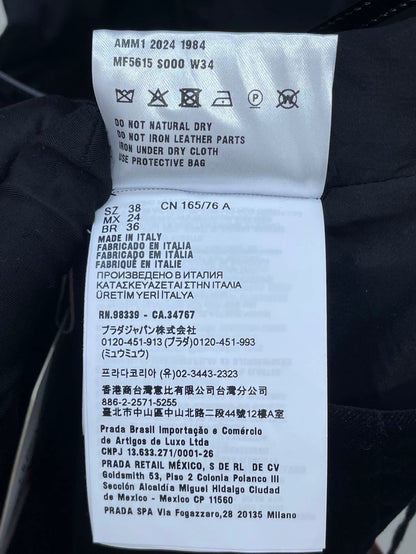 AMM1 2024 1984
MF5615 S000 W34
DO NOT NATURAL DRY
DO NOT IRON LEATHER PARTS
IRON UNDER DRY CLOTH
USE PROTECTIVE BAG
SZ 38 CN 165/76 A
MX 24
BR 36
MADE IN ITALY
FABRICADO EN ITALIA
FABRICADO EM ITALIA
FABRIQUÉ EN ITALIE
ПРОИЗВЕДЕНО В ИТАЛИЯ
ΚΑΤΑΣΚΕΥΑΖΕΤΑΙ ΣΤΗΝ ΙΤΑΛΙΑ
ÜRETİM YERİ İTALYA
RN.98339 - CA.34767
プラダジャパン株式会社
0120-451-913 (プラダ)0120-451-993
(ミュウミュウ)
프라다코리아 (유)02-3443-2323
香港商台灣意比有限公司台灣分公司
886-2-2571-5255
臺北市中山區中山北路二段44號12樓A
Prada Brasil Importação e Comércio
de Artigos de Luxo Ltda
CNPJ 13.633.271/0001-26
PRADA RETAIL MÉXICO, S DE RL DE CV
Goldsmith 53, Piso 2 Colonia Polanco III
Sección Alcaldía Miguel Hidalgo Ciudad
de Mexico - Mexico CP 11560
PRADA SPA Via Fogazzaro,28 20135 Milano